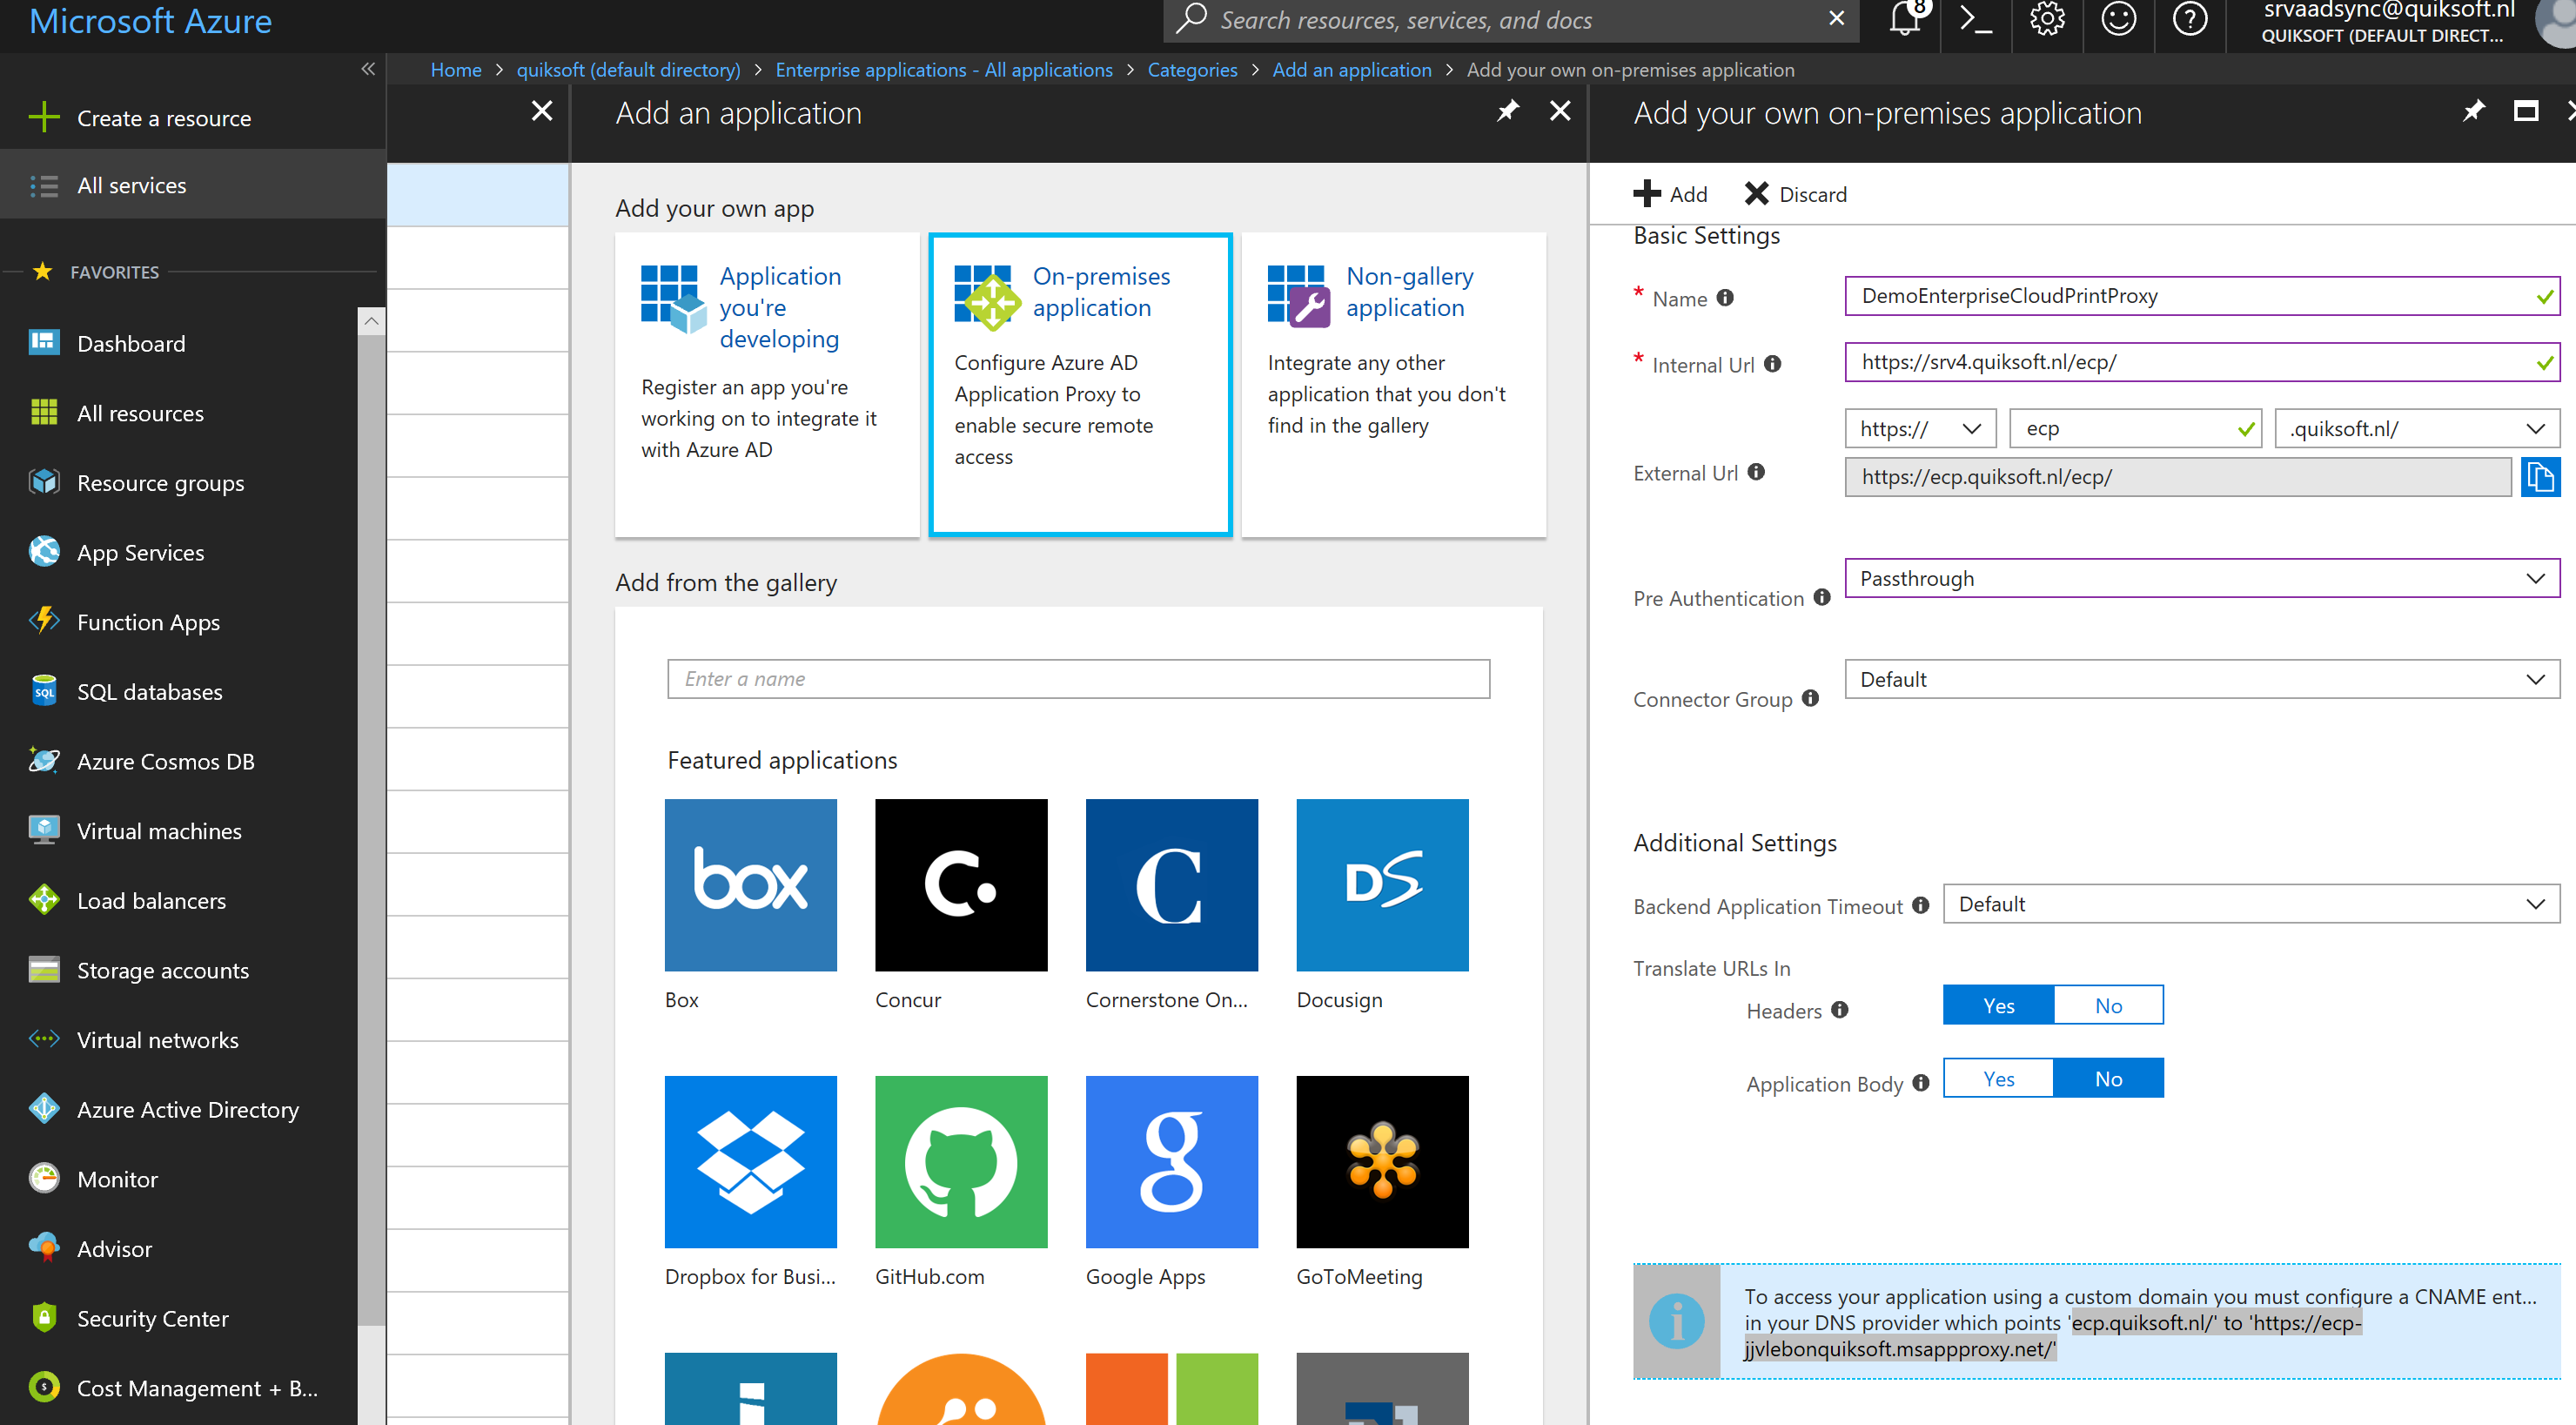 Microsoft Azure
Search resources, services, and docs
8
srvaadsync@quiksoft.nl
QUIKSOFT (DEFAULT DIRECT...
Home > quiksoft (default directory) > Enterprise applications - All applications > Categories > Add an application > Add your own on-premises application
Create a resource
All services
FAVORITES
Dashboard
All resources
Resource groups
App Services
Function Apps
SQL
SQL databases
Azure Cosmos DB
Virtual machines
Load balancers
Storage accounts
Virtual networks
Azure Active Directory
Monitor
Advisor
Security Center
Cost Management + B...
Add an application
Add your own app
Application
you're
developing
Register an app you're
working on to integrate it
with Azure AD
On-premises
application
Configure Azure AD
Application Proxy to
enable secure remote
access
Non-gallery
application
Integrate any other
application that you don't
find in the gallery
Add from the gallery
Enter a name
Featured applications
box
C.
C
DS
Box
Concur
Cornerstone On...
Docusign
g
Dropbox for Busi...
GitHub.com
Google Apps
GoToMeeting
Add your own on-premises application
Add
Discard
Basic Settings
* Name
DemoEnterpriseCloudPrintProxy
* Internal Url
https://srv4.quiksoft.nl/ecp/
https://
ecp
.quiksoft.nl/
External Url
https://ecp.quiksoft.nl/ecp/
Pre Authentication
Passthrough
Connector Group
Default
Additional Settings
Backend Application Timeout
Default
Translate URLs In
Headers
Yes
No
Application Body
Yes
No
To access your application using a custom domain you must configure a CNAME ent...
in your DNS provider which points 'ecp.quiksoft.nl/' to 'https://ecp-
jjvlebonquiksoft.msappproxy.net/'